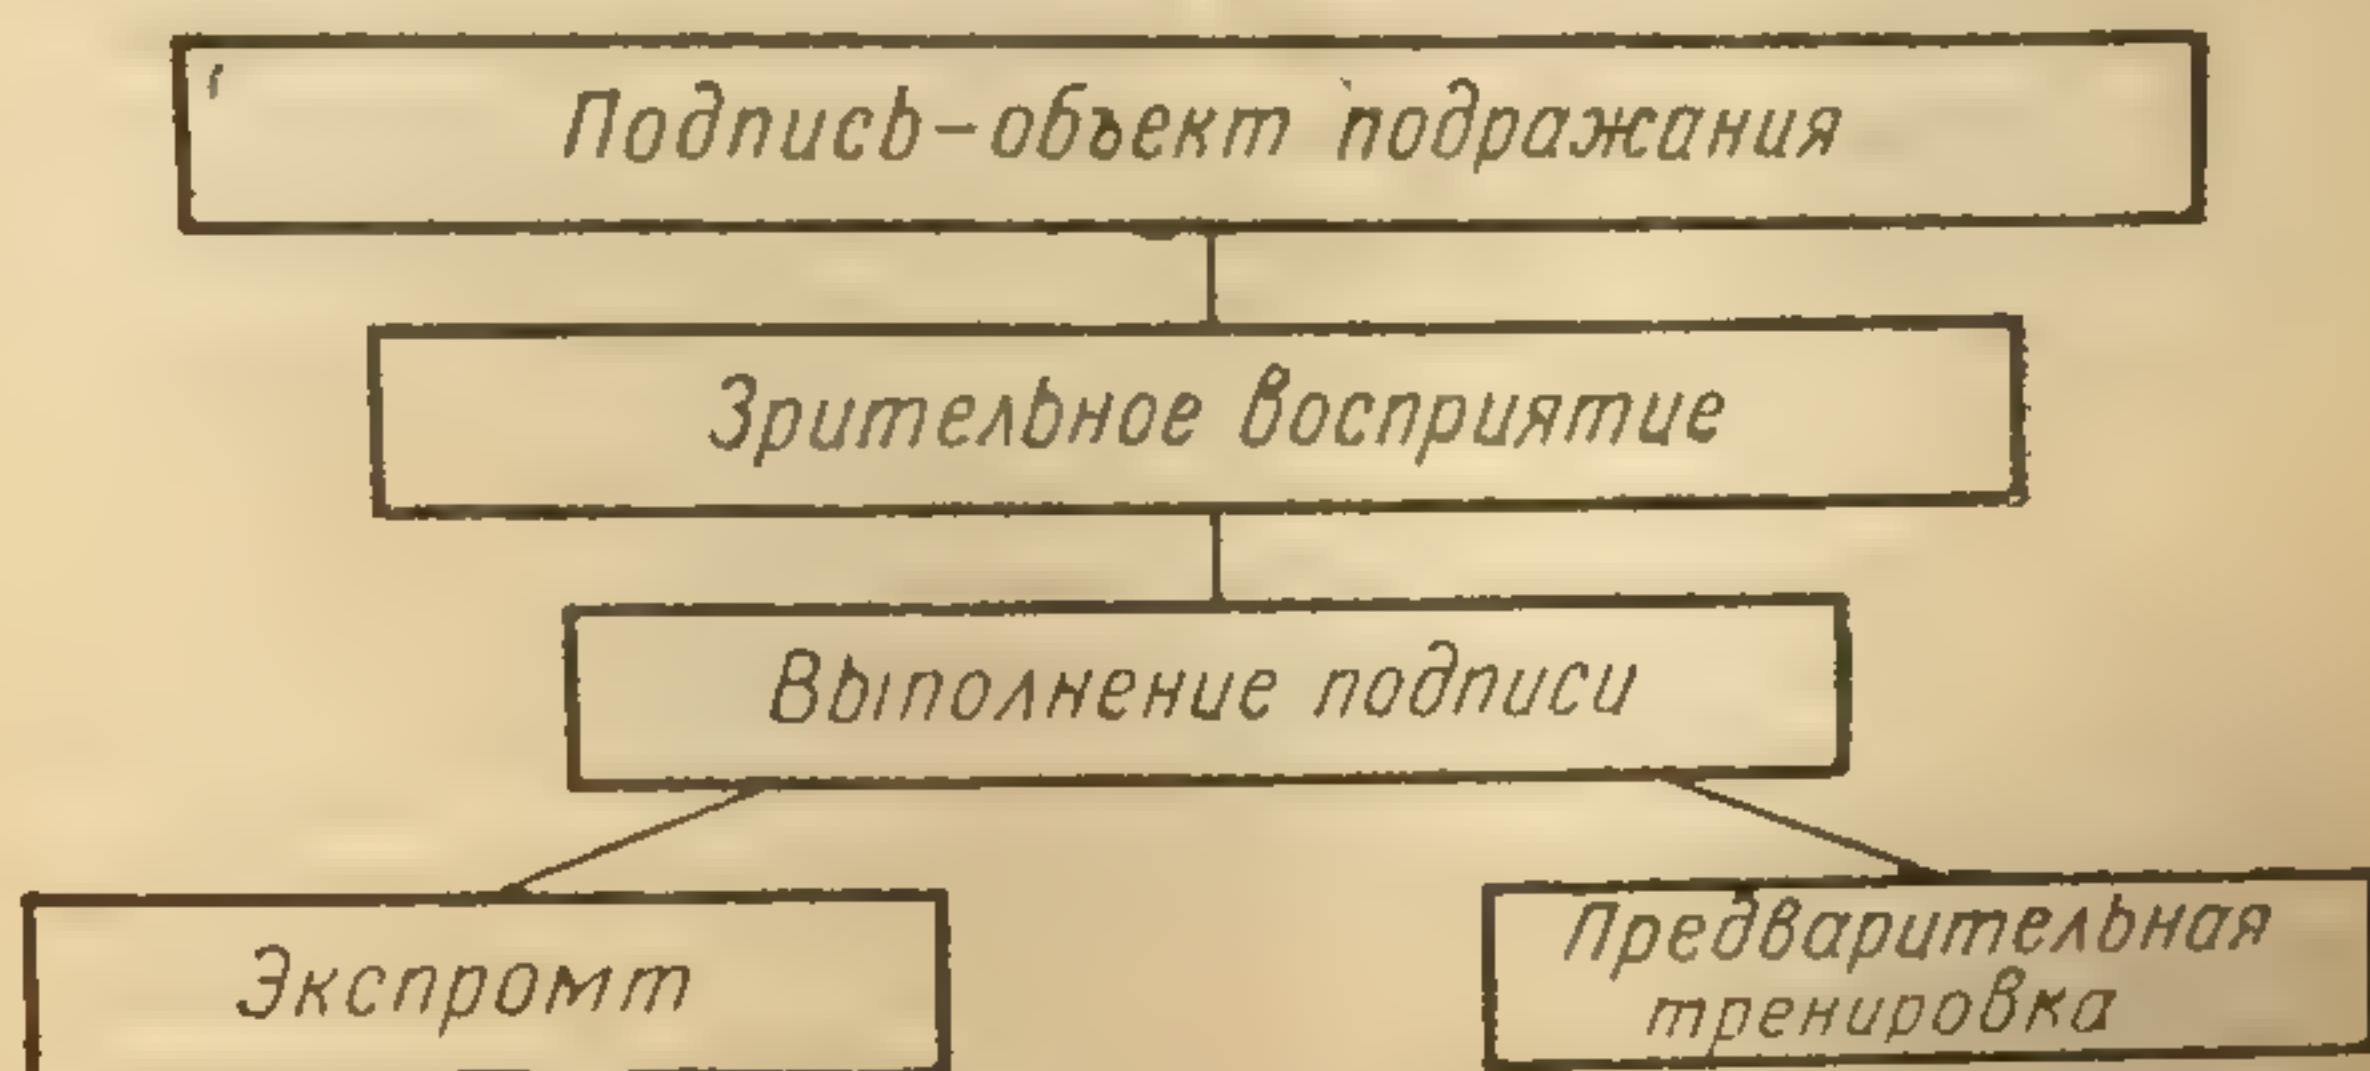 Подпись-объект подражания
Зрительное восприятие
Выполнение подписи
Экспромт
Предварительная
тренировка